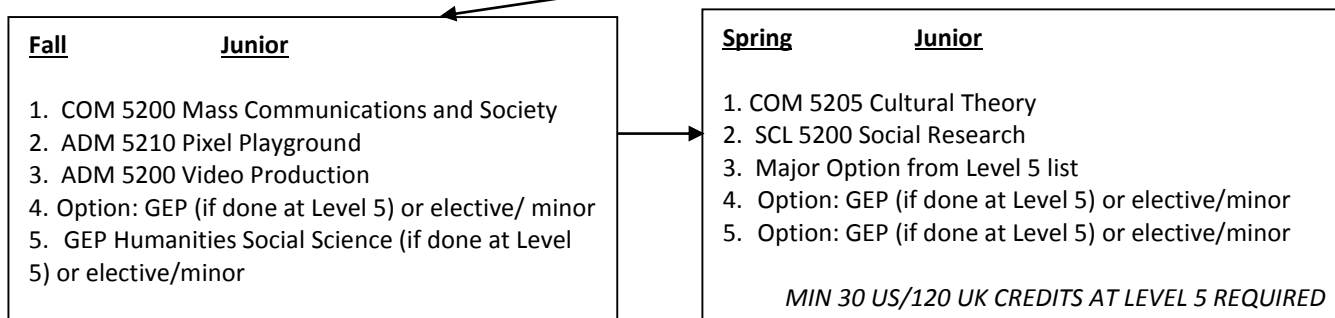 Fall Junior
1. COM 5200 Mass Communications and Society
2. ADM 5210 Pixel Playground
3. ADM 5200 Video Production
4. Option: GEP (if done at Level 5) or elective/ minor
5. GEP Humanities Social Science (if done at Level
5) or elective/minor
Spring Junior
1. COM 5205 Cultural Theory
2. SCL 5200 Social Research
3. Major Option from Level 5 list
4. Option: GEP (if done at Level 5) or elective/minor
5. Option: GEP (if done at Level 5) or elective/minor
MIN 30 US/120 UK CREDITS AT LEVEL 5 REQUIRED